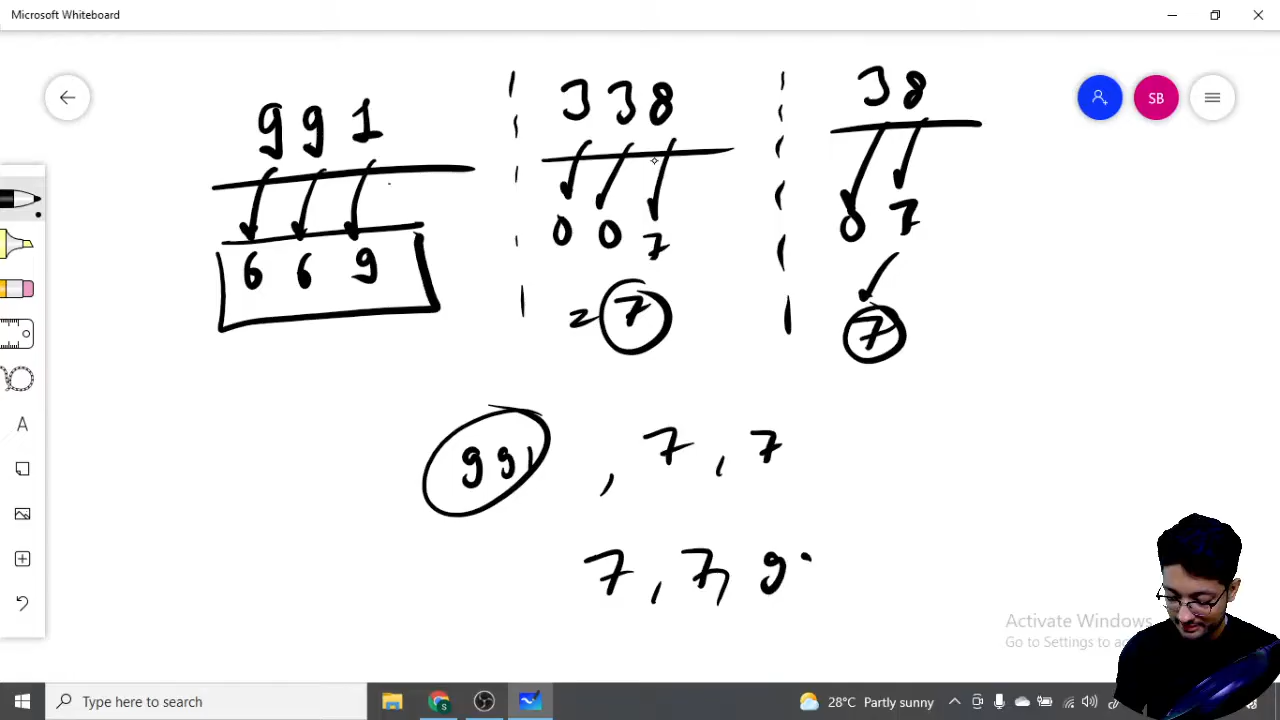 Microsoft Whiteboard
SB
991
338
38
669
007
07
= 7
7
991 , 7 , 7
7 , 7, 9
A
Activate Windows
Go to Settings to a
Type here to search
S
28°C Partly sunny